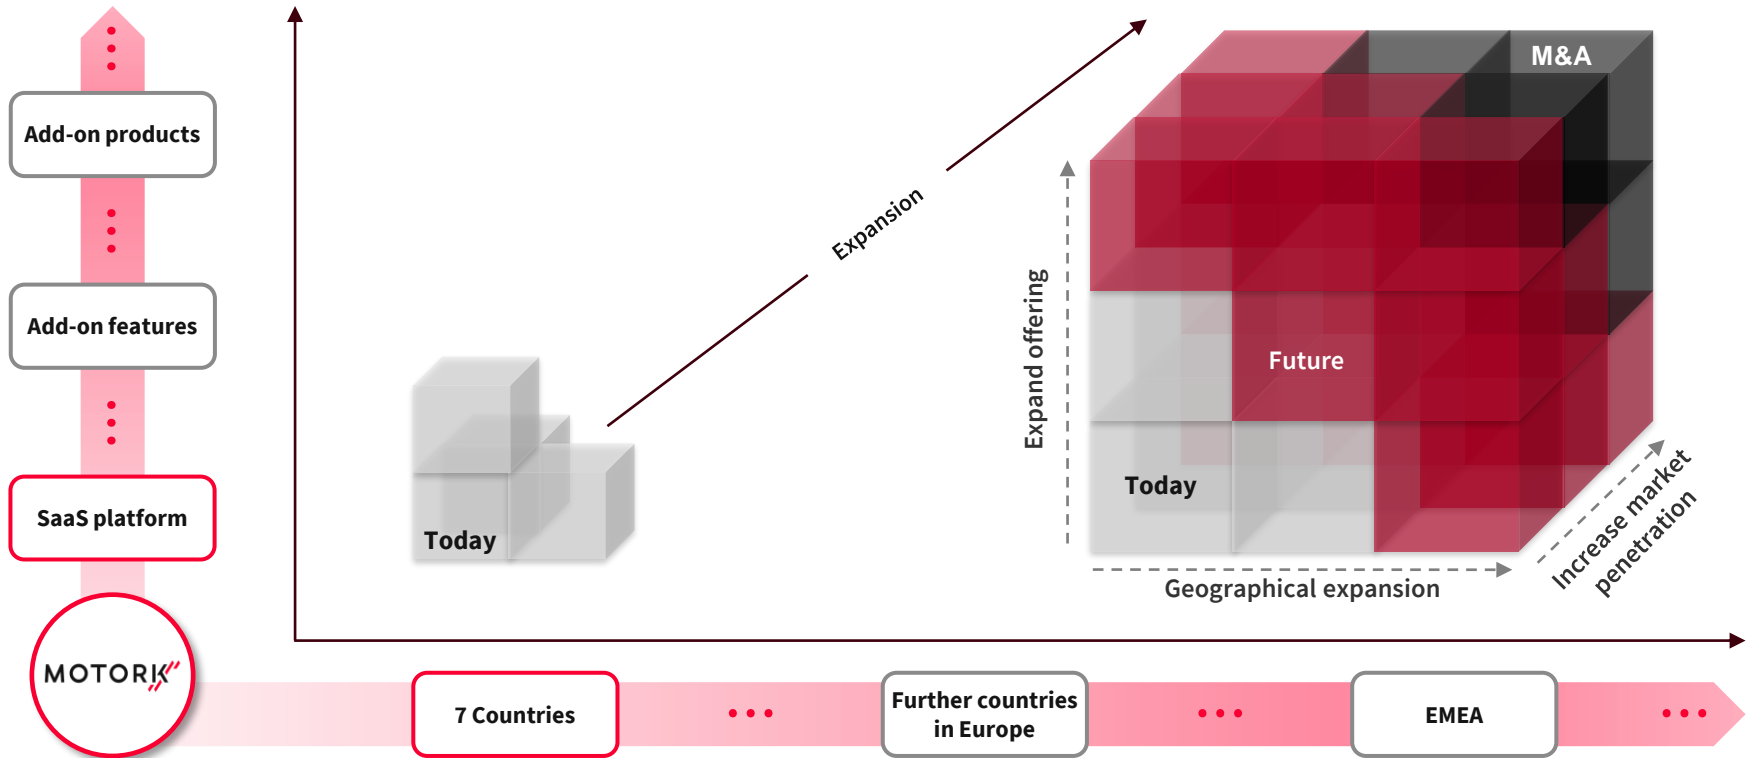 M&A
Add-on products
Expansion
Expand offering
Add-on features
Future
Today
SaaS platform
Today
Increase market
penetration
Geographical expansion
MOTORK
7 Countries
Further countries
in Europe
EMEA